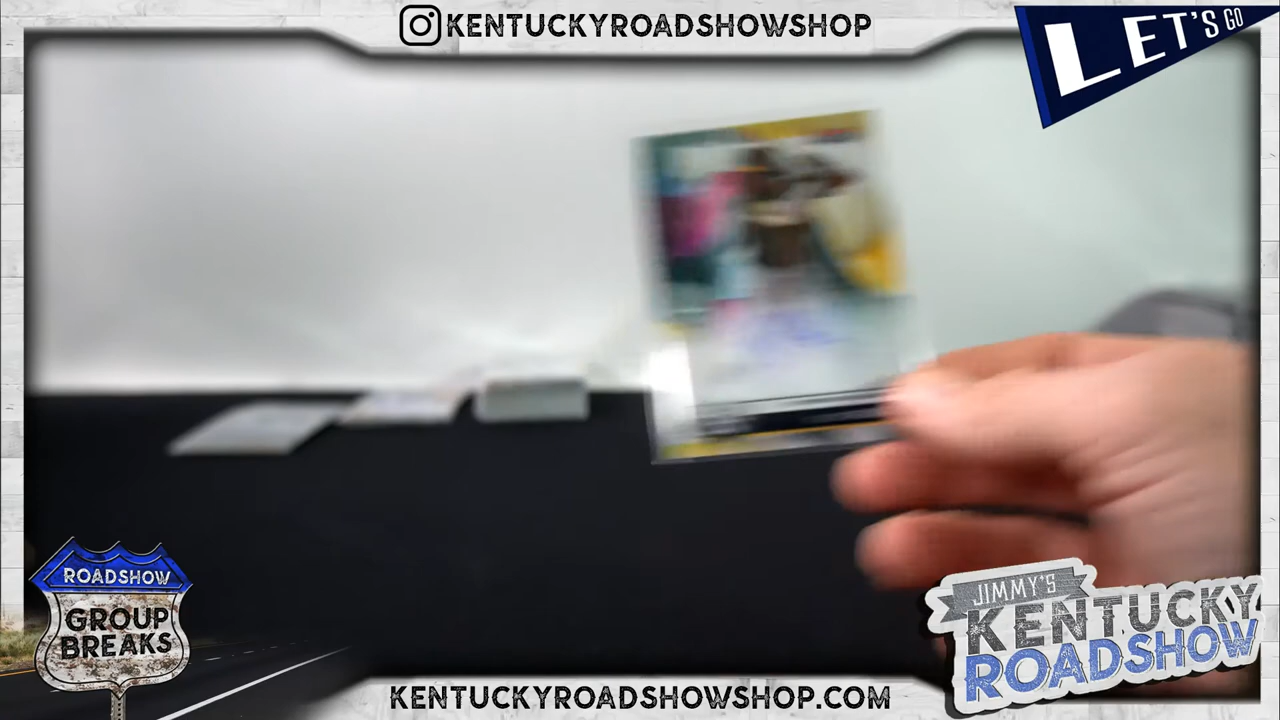 KENTUCKYROADSHOWSHOP
LET'S GO
ROADSHOW
GROUP
BREAKS
JIMMY'S
KENTUCKY
ROADSHOW
KENTUCKYROADSHOWSHOP.COM